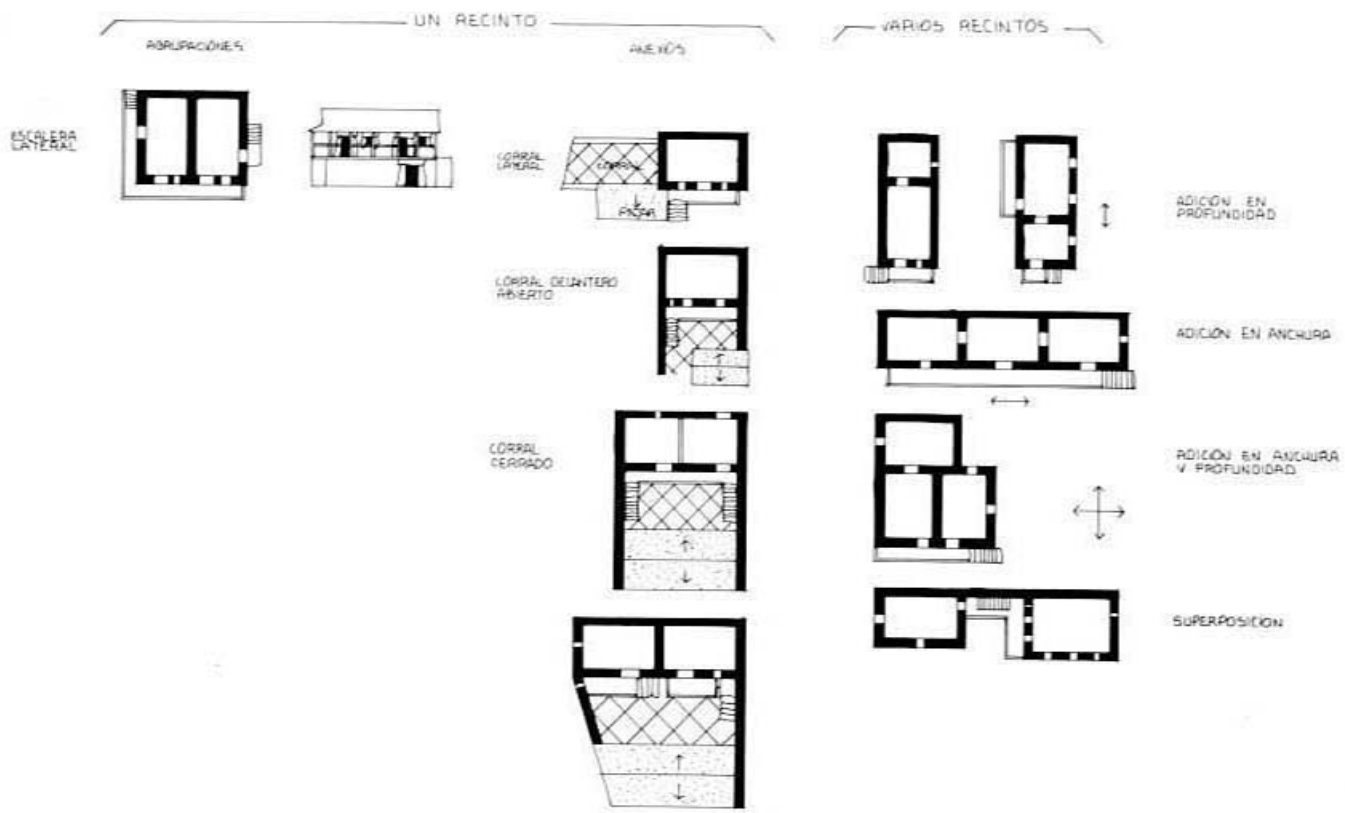 UN RECINTO
VARIOS RECINTOS
AGRUPACIONES
ANEXOS
ESCALERA
LATERAL
CORRAL
LATERAL
CORRAL
PAJAR
ADICION EN
PROFUNDIDAD
CORRAL DELANTERO
ABIERTO
ADICION EN ANCHURA
CORRAL
CERRADO
ADICION EN ANCHURA
Y PROFUNDIDAD
SUPERPOSICION